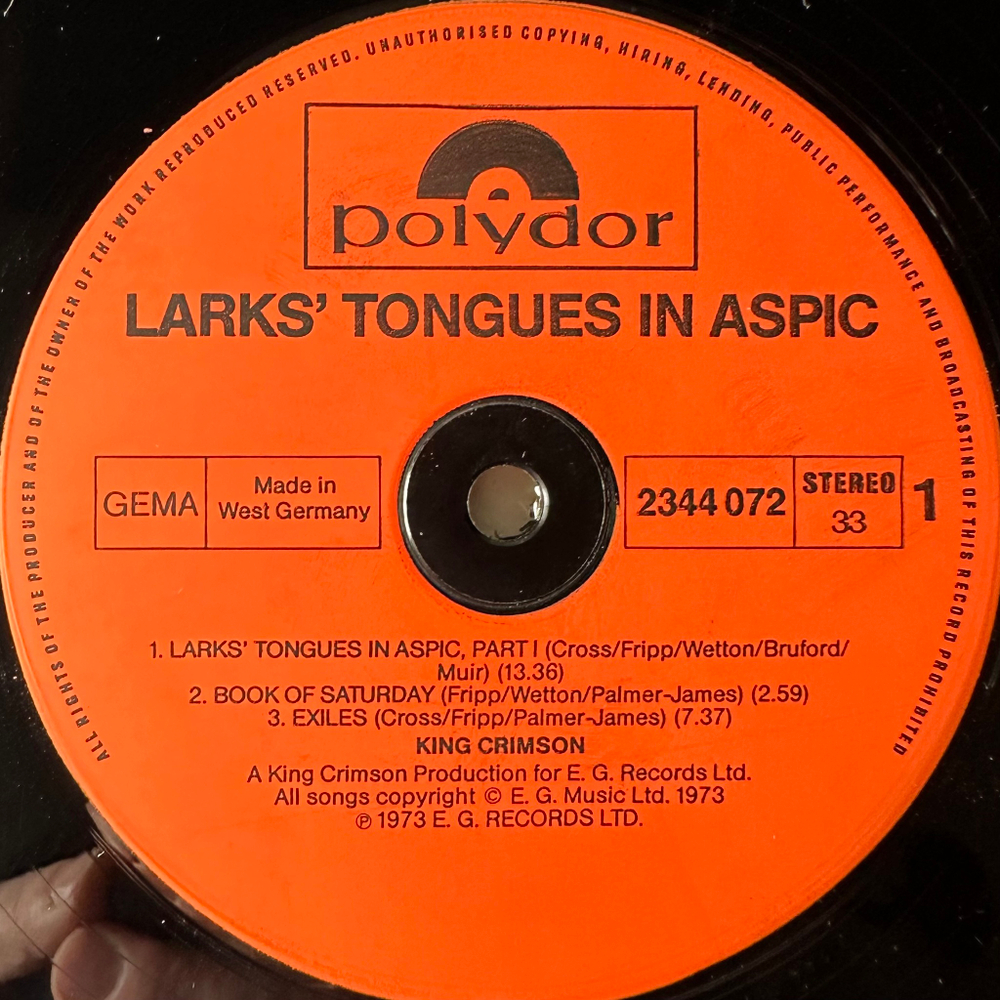 ALL RIGHTS OF THE PRODUCER AND OF THE OWNER OF THE WORK REPRODUCED RESERVED. UNAUTHORISED COPYING, HIRING, LENDING, PUBLIC PERFORMANCE AND BROADCASTING OF THIS RECORD PROHIBITED
polydor
LARKS’ TONGUES IN ASPIC
GEMA
Made in
West Germany
2344 072
STEREO
33
1
1. LARKS’ TONGUES IN ASPIC, PART I (Cross/Fripp/Wetton/Bruford/
Muir) (13.36)
2. BOOK OF SATURDAY (Fripp/Wetton/Palmer-James) (2.59)
3. EXILES (Cross/Fripp/Palmer-James) (7.37)
KING CRIMSON
A King Crimson Production for E. G. Records Ltd.
All songs copyright © E. G. Music Ltd. 1973
℗ 1973 E. G. RECORDS LTD.